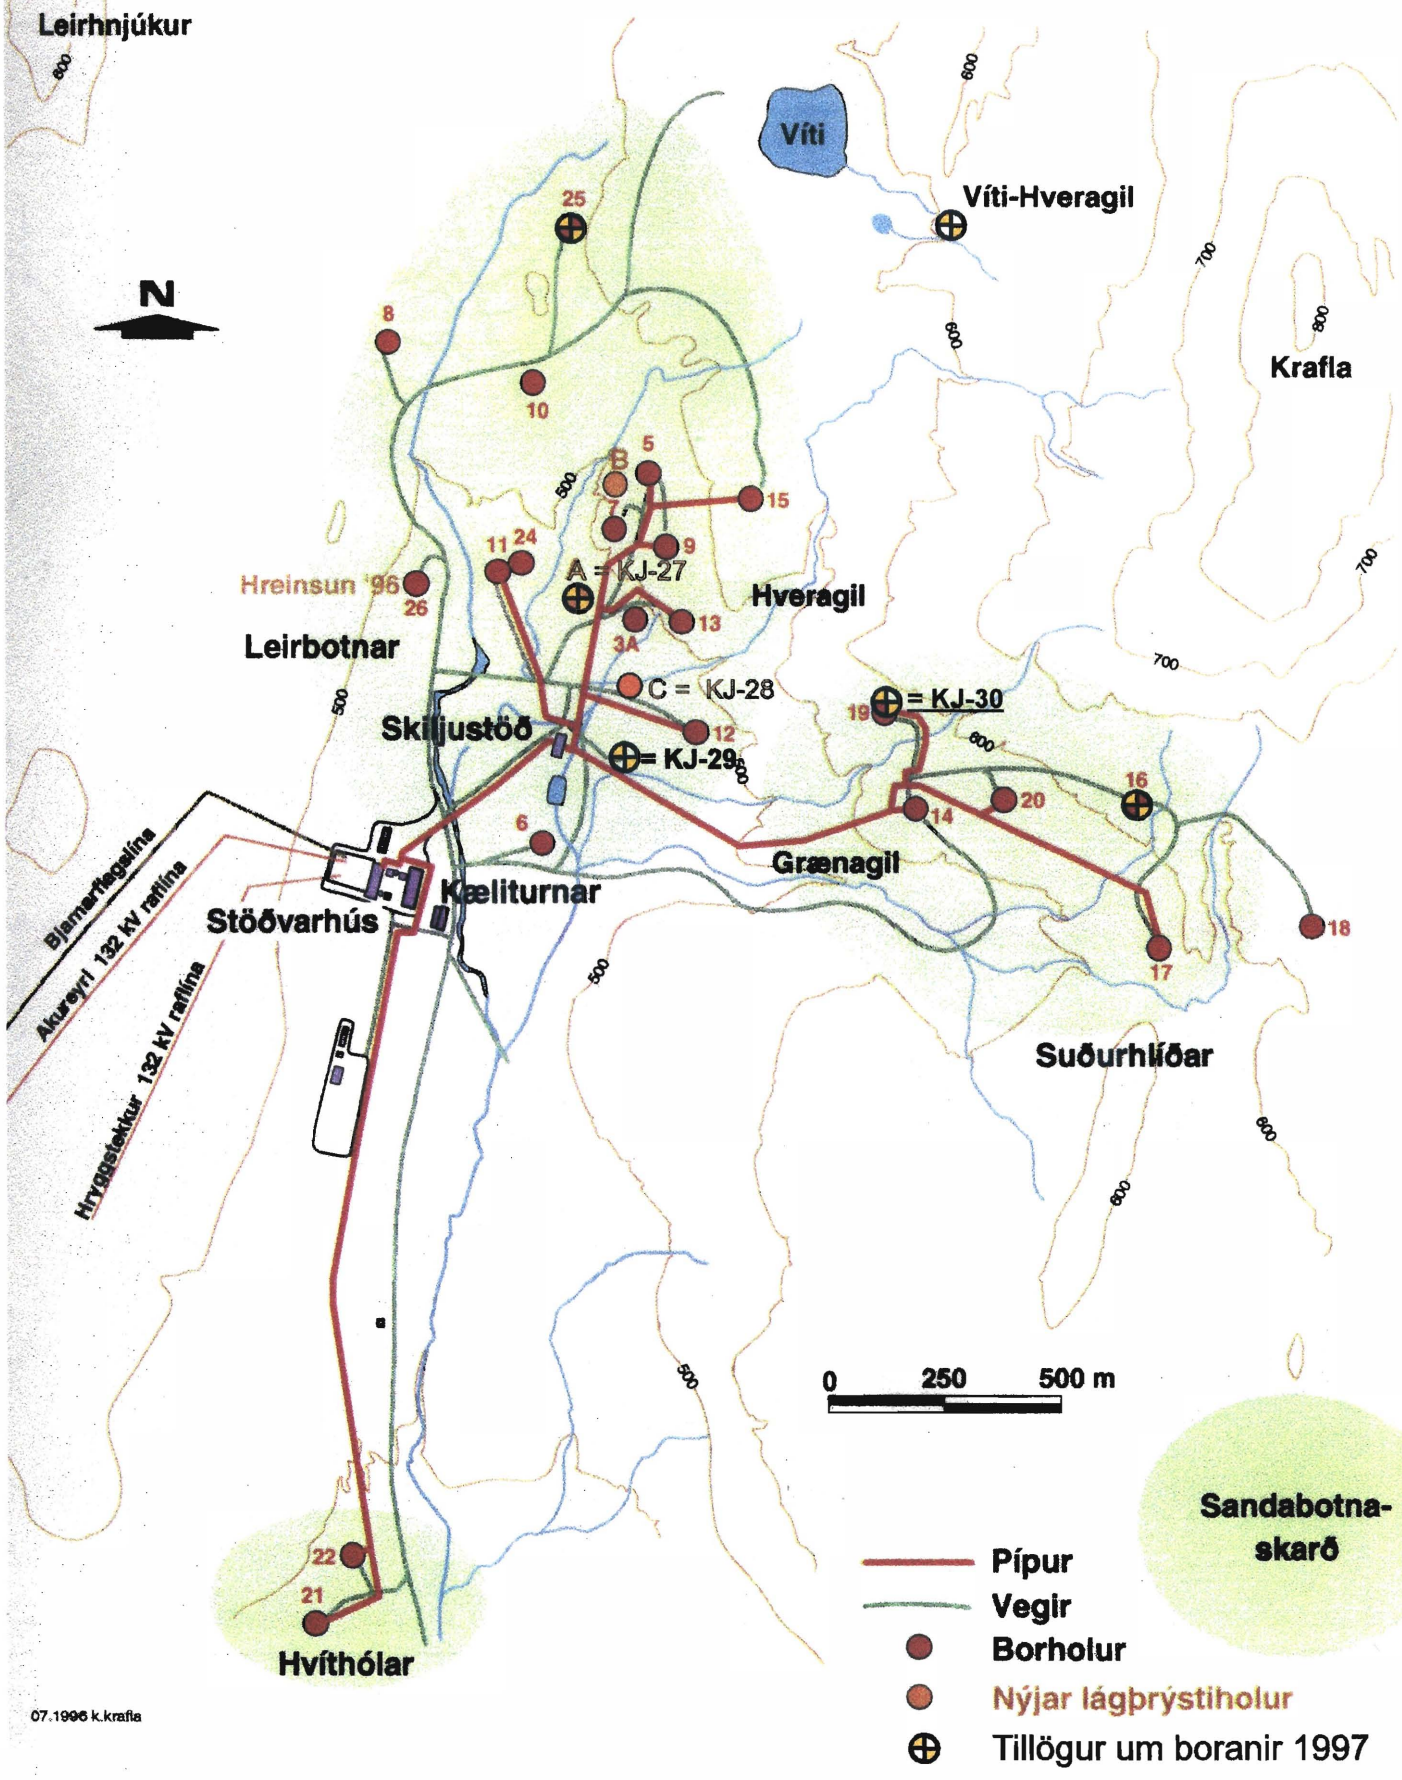 Leirhnjúkur
600
600
Víti
Víti-Hveragil
25
700
N
8
800
600
Krafla
10
5
B
500
15
7
24
11
9
700
A = KJ-27
Hreinsun '96
Hveragil
26
13
3A
Leirbotnar
700
C = KJ-28
500
= KJ-30
19
Skiljustöð
12
600
= KJ-29
500
16
20
14
6
Bjarnarflagslína
Grænagil
Akureyri 132 kV raflína
Kæliturnar
Stöðvarhús
18
17
500
Hryggstekkur 132 kV raflína
Suðurhlíðar
600
600
500
0 250 500 m
Sandabotna-
skarð
22
Pípur
21
Vegir
Hvíthólar
Borholur
Nýjar lágþrýstiholur
07.1996 k.krafla
Tillögur um boranir 1997